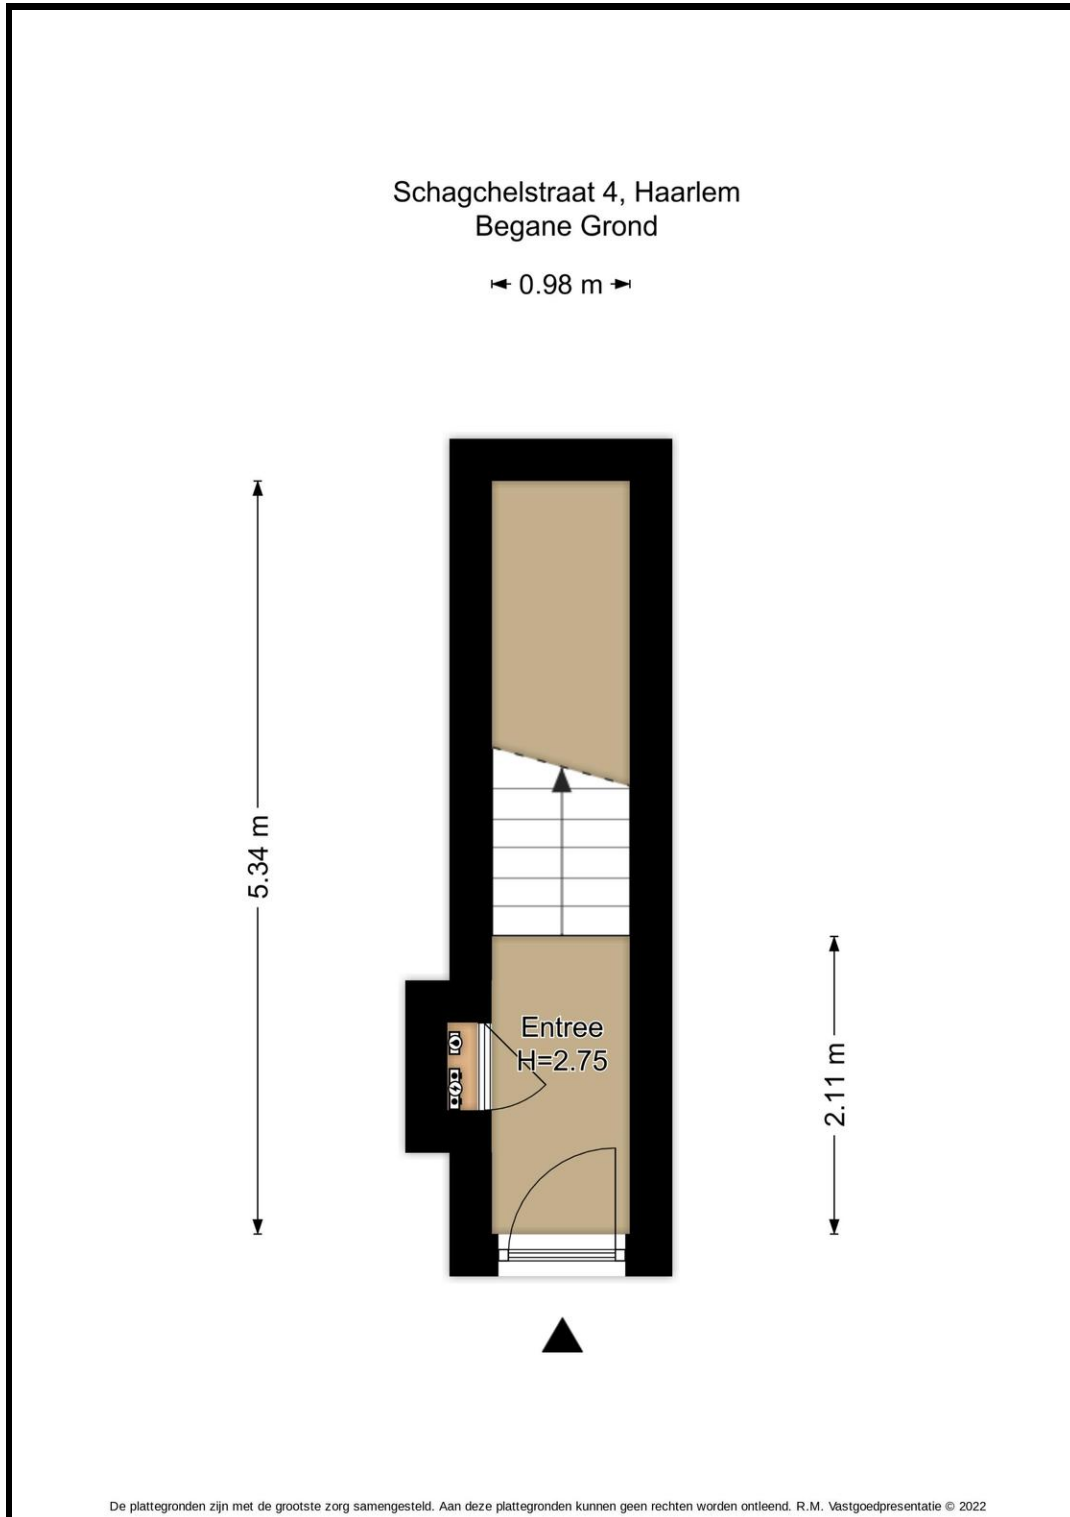 Schagchelstraat 4, Haarlem
Begane Grond
0.98 m
5.34 m
Entree
H=2.75
2.11 m
De plattegronden zijn met de grootste zorg samengesteld. Aan deze plattegronden kunnen geen rechten worden ontleend. R.M. Vastgoedpresentatie © 2022